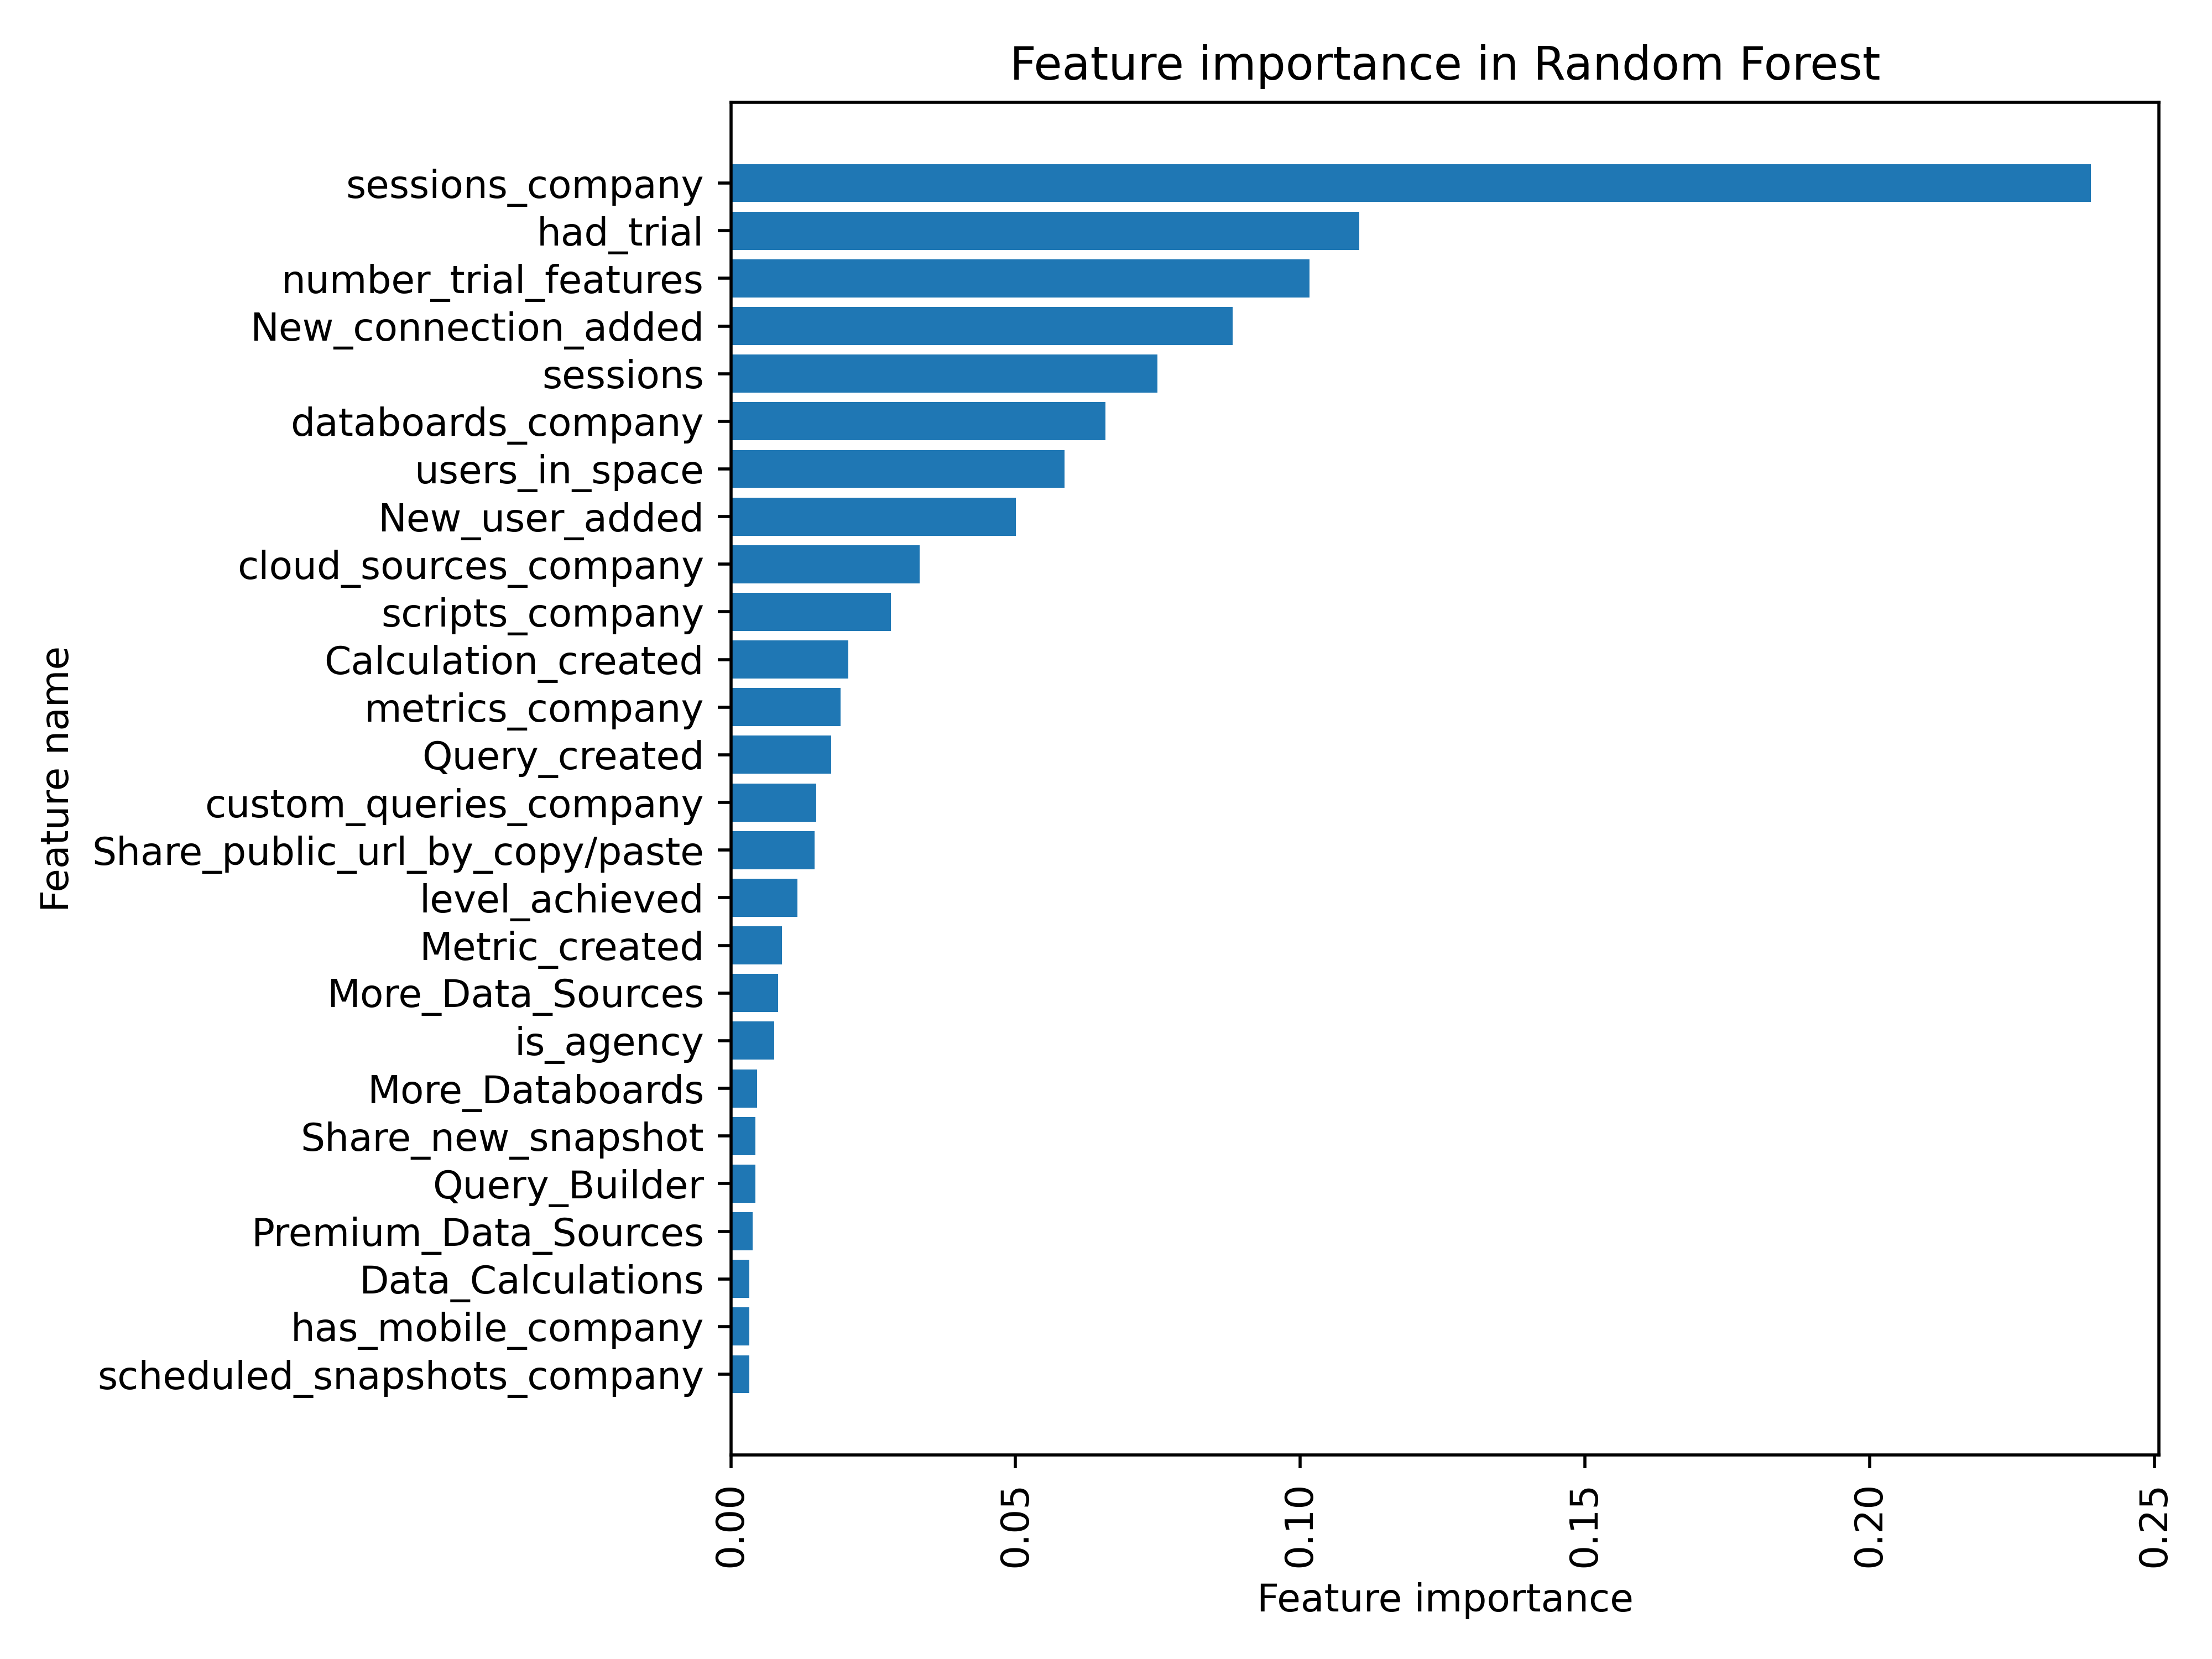 Feature importance in Random Forest
sessions_company
had_trial
number_trial_features
New_connection_added
sessions
databoards_company
users_in_space
New_user_added
cloud_sources_company
scripts_company
Calculation_created
metrics_company
Query_created
custom_queries_company
Share_public_url_by_copy/paste
level_achieved
Metric_created
More_Data_Sources
is_agency
More_Databoards
Share_new_snapshot
Query_Builder
Premium_Data_Sources
Data_Calculations
has_mobile_company
scheduled_snapshots_company
Feature name
0.00
0.05
0.10
0.15
0.20
0.25
Feature importance